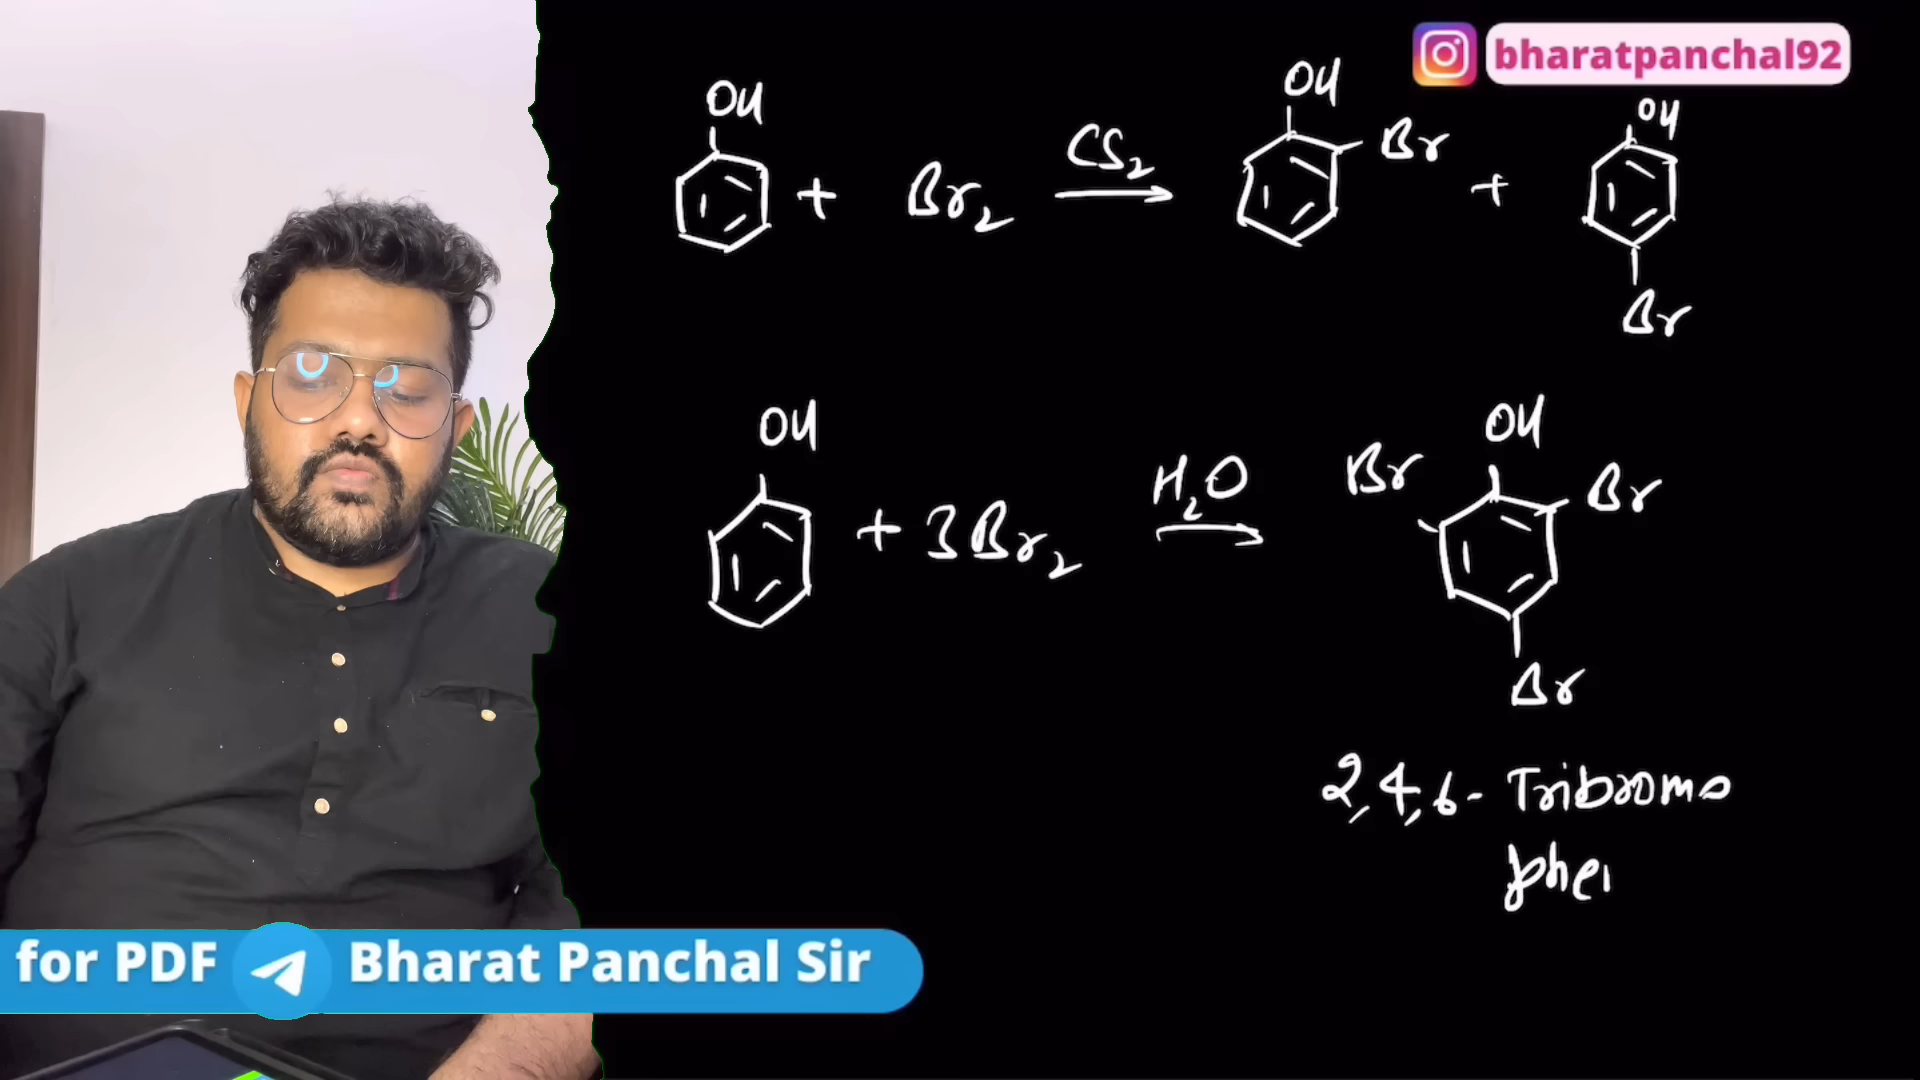 bharatpanchal92
OH
+ Br2
CS2
OH
Br
+
OH
Br
OH
+ 3Br2
H2O
OH
Br
Br
Br
2,4,6- Tribromo
phe
for PDF Bharat Panchal Sir